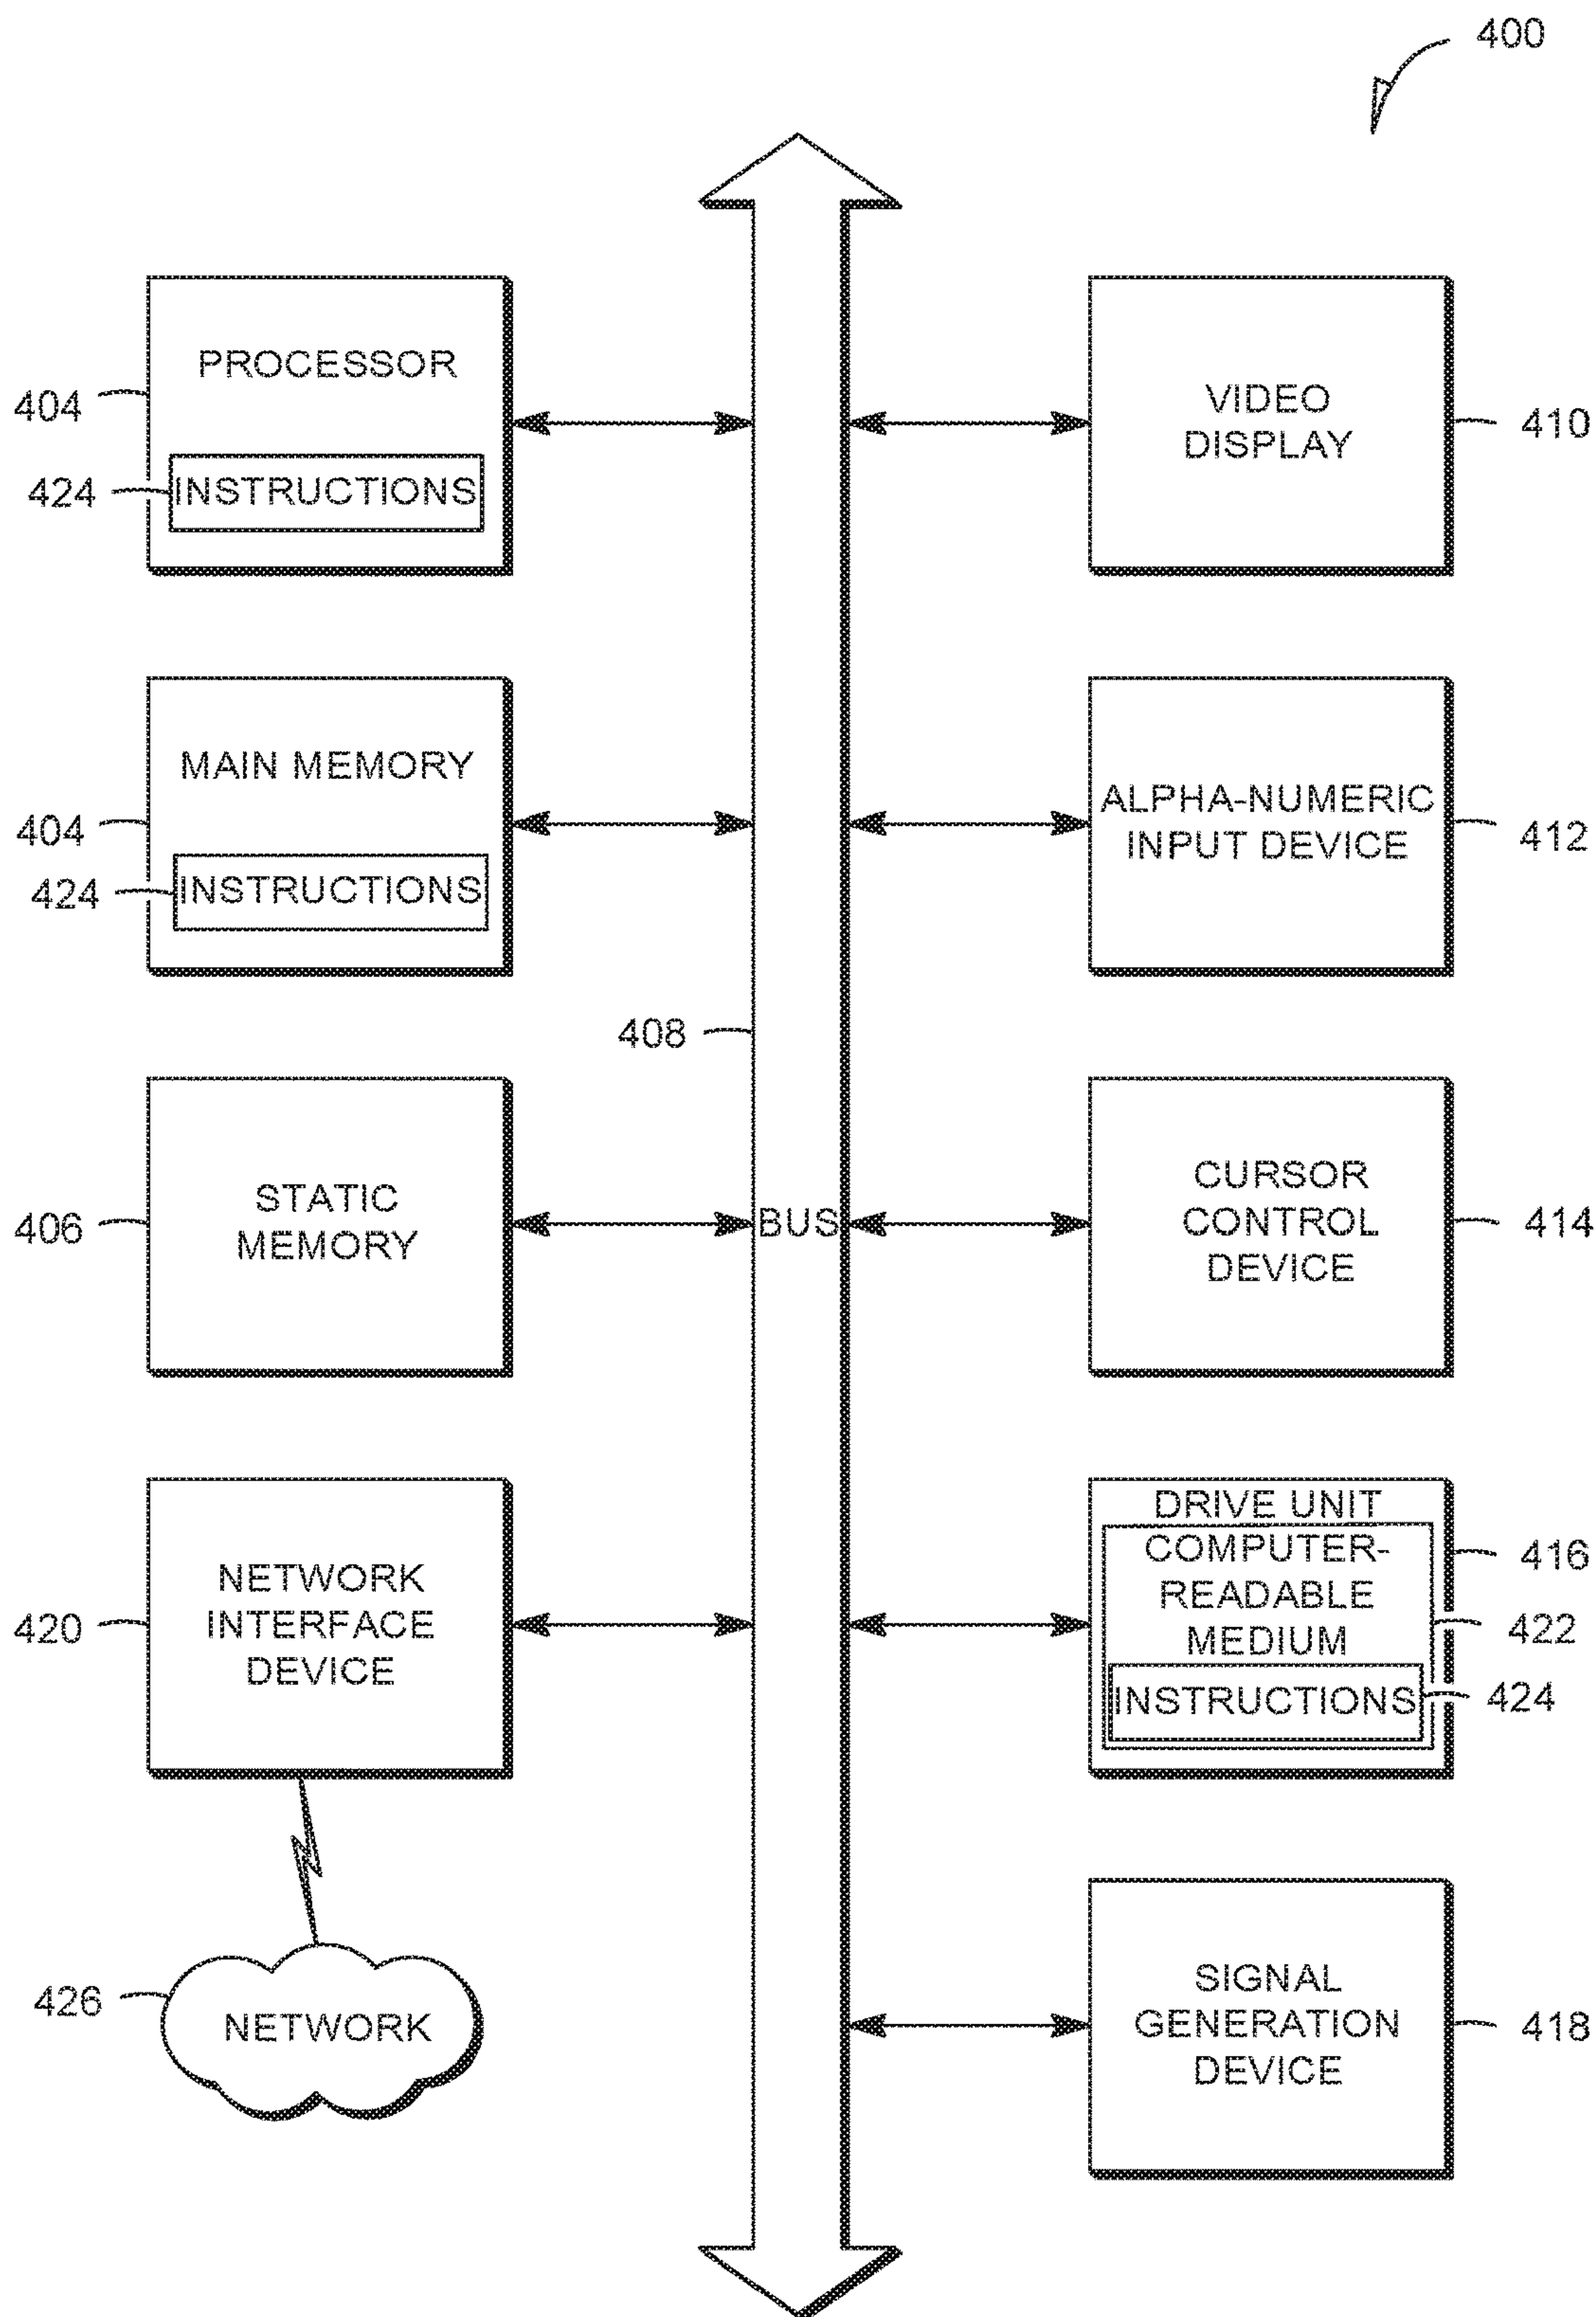 400
PROCESSOR
404
424
INSTRUCTIONS
VIDEO
DISPLAY
410
MAIN MEMORY
404
424
INSTRUCTIONS
ALPHA-NUMERIC
INPUT DEVICE
412
408
STATIC
MEMORY
406
BUS
CURSOR
CONTROL
DEVICE
414
NETWORK
INTERFACE
DEVICE
420
DRIVE UNIT
COMPUTER-
READABLE
MEDIUM
INSTRUCTIONS
416
422
424
426
NETWORK
SIGNAL
GENERATION
DEVICE
418